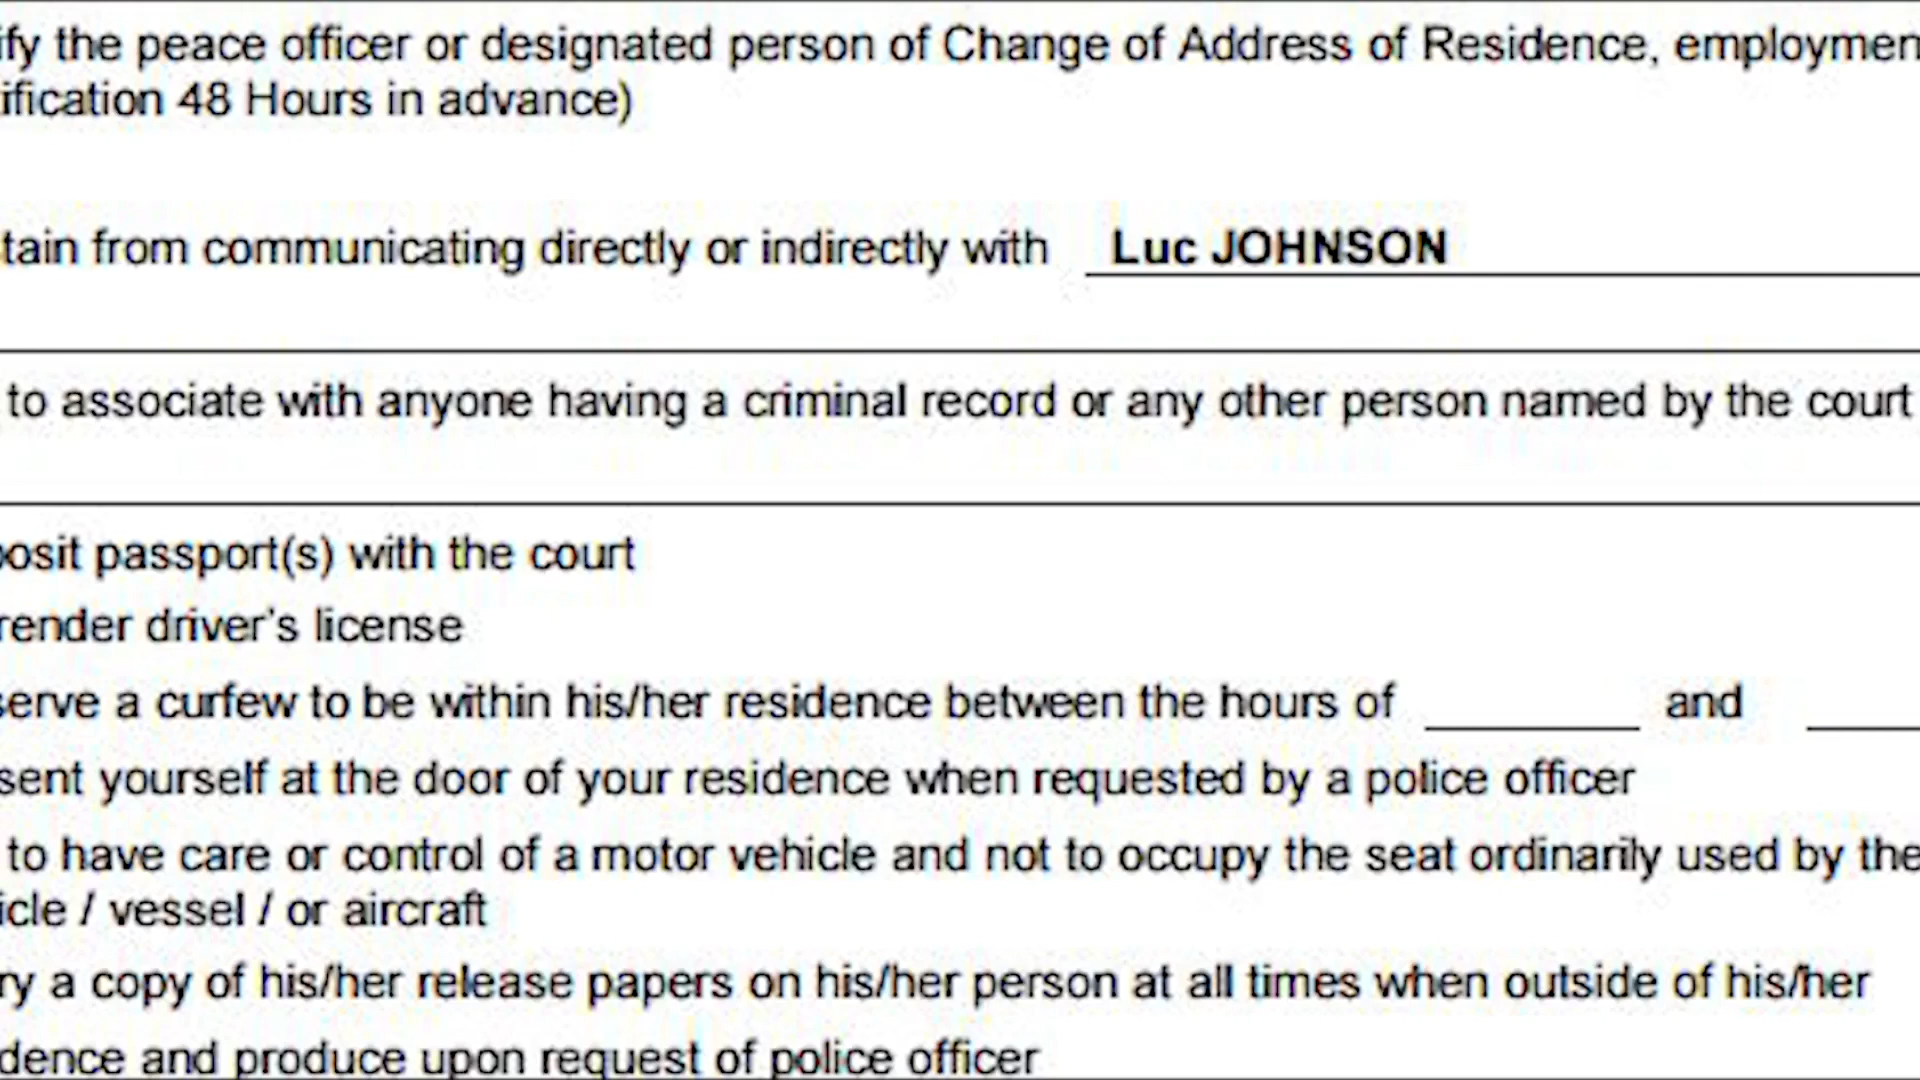 ify the peace officer or designated person of Change of Address of Residence, employmen
ification 48 Hours in advance)
tain from communicating directly or indirectly with Luc JOHNSON
to associate with anyone having a criminal record or any other person named by the court
posit passport(s) with the court
render driver's license
serve a curfew to be within his/her residence between the hours of ______ and ___
sent yourself at the door of your residence when requested by a police officer
to have care or control of a motor vehicle and not to occupy the seat ordinarily used by the
icle / vessel / or aircraft
ry a copy of his/her release papers on his/her person at all times when outside of his/her
dence and produce upon request of police officer